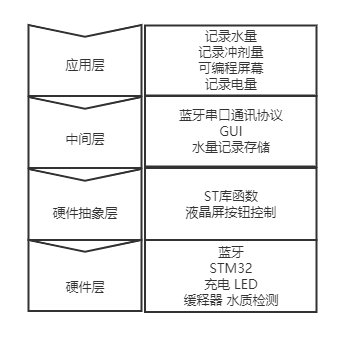 应用层
记录水量
记录冲剂量
可编程屏幕
记录电量
中间层
蓝牙串口通讯协议
GUI
水量记录存储
硬件抽象层
ST库函数
液晶屏按钮控制
硬件层
蓝牙
STM32
充电 LED
缓释器 水质检测